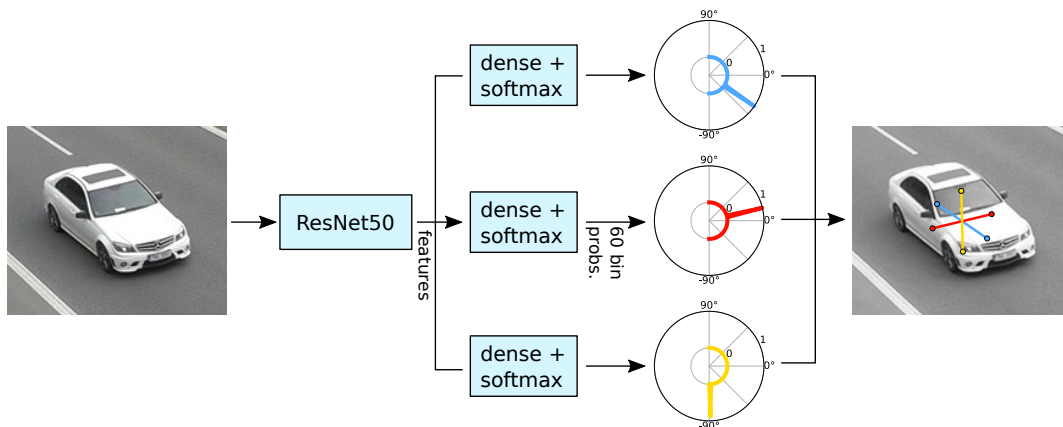 ResNet50
features
dense +
softmax
dense +
softmax
60 bin
probs.
dense +
softmax
90°
1
0
0°
-90°
90°
1
0
0°
-90°
90°
1
0
0°
-90°